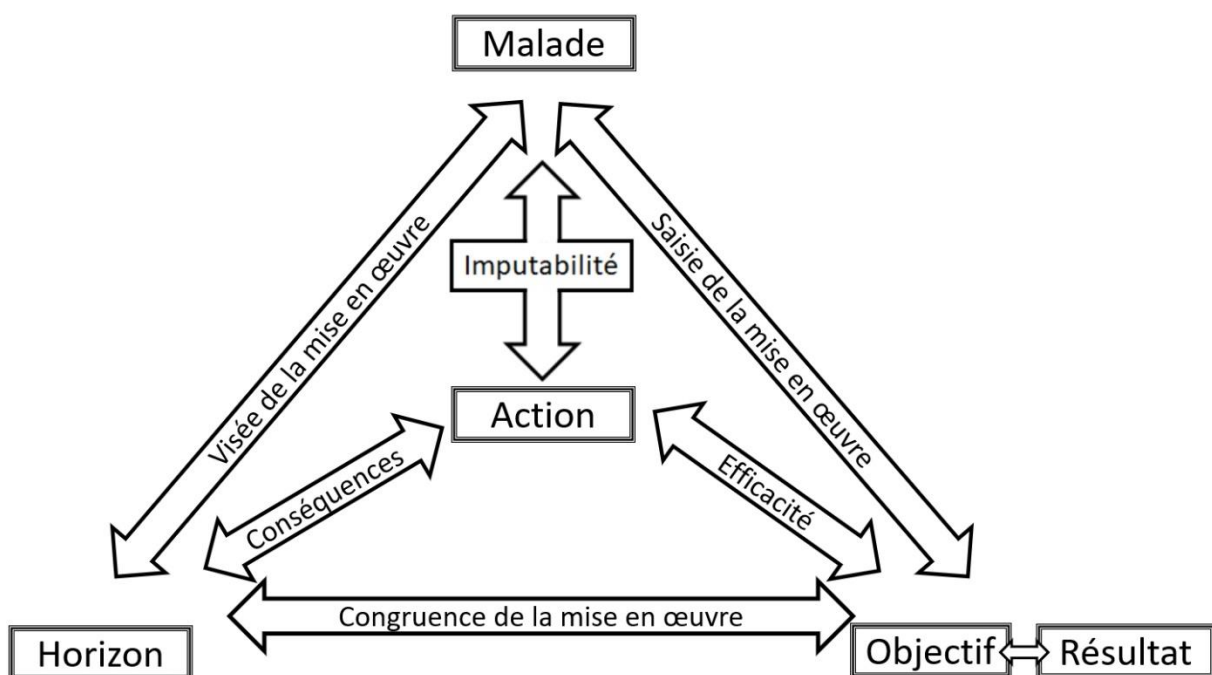 Malade
Visée de la mise en œuvre
Saisie de la mise en œuvre
Imputabilité
Action
Conséquences
Efficacité
Congruence de la mise en œuvre
Horizon
Objectif
Résultat